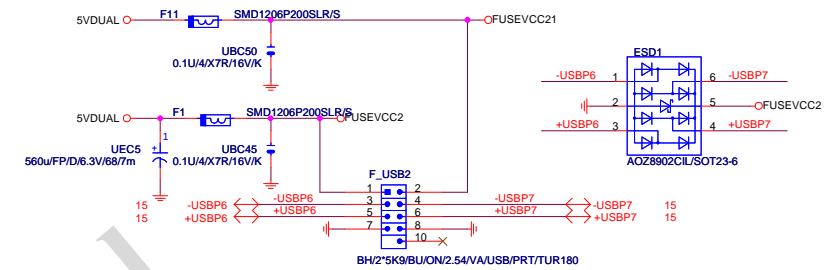 F11 SMD1206P200SLR/S
5VDUAL FUSEVCC21
UBC50
0.1U/4/X7R/16V/K
ESD1
-USBP6 1 6 -USBP7
2 5 FUSEVCC2
+USBP6 3 4 +USBP7
AOZ8902CIL/SOT23-6
F1 SMD1206P200SLR/S
5VDUAL FUSEVCC2
1
+
UEC5
560u/FP/D/6.3V/68/7m
UBC45
0.1U/4/X7R/16V/K
F_USB2
1 2
15 -USBP6 -USBP6 3 4 -USBP7 -USBP7 15
15 +USBP6 +USBP6 5 6 +USBP7 +USBP7 15
7 8
10
BH/2*5K9/BU/ON/2.54/VA/USB/PRT/TUR180